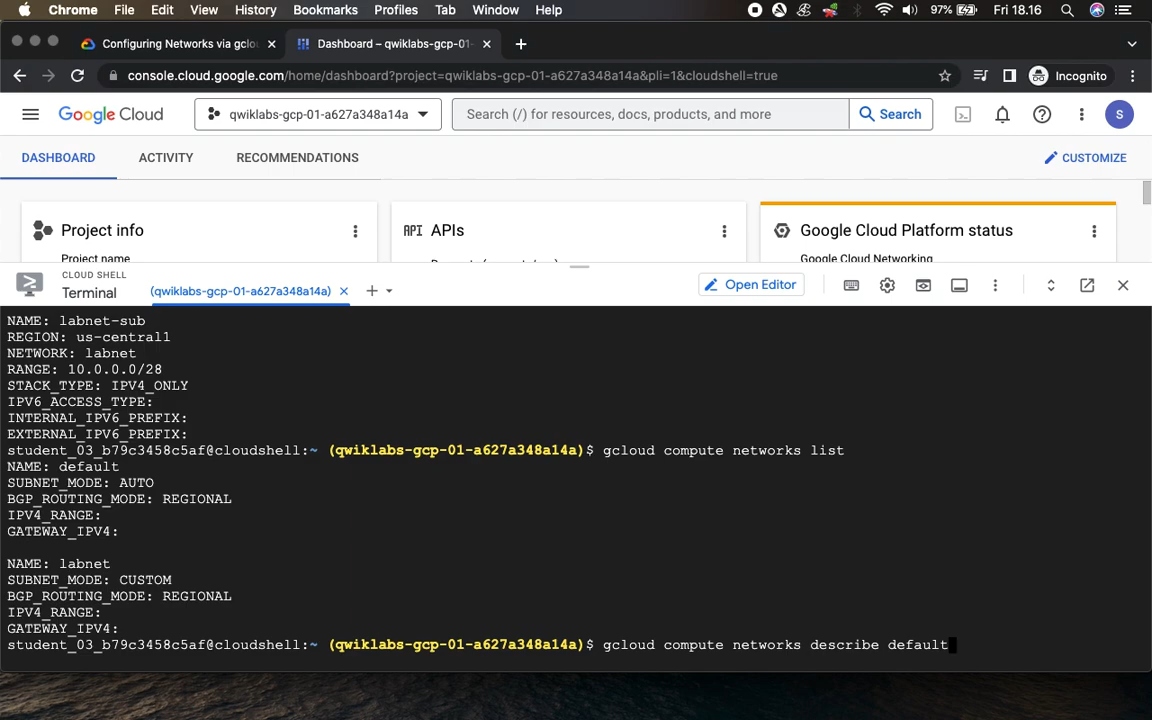 Chrome File Edit View History Bookmarks Profiles Tab Window Help 97% Fri 18.16
Configuring Networks via gclou
Dashboard – qwiklabs-gcp-01-
console.cloud.google.com/home/dashboard?project=qwiklabs-gcp-01-a627a348a14a&pli=1&cloudshell=true
Incognito
Google Cloud
qwiklabs-gcp-01-a627a348a14a
Search (/) for resources, docs, products, and more
Search
S
DASHBOARD ACTIVITY RECOMMENDATIONS CUSTOMIZE
Project info
API APIs
Google Cloud Platform status
Project name
Google Cloud Networking
CLOUD SHELL
Terminal (qwiklabs-gcp-01-a627a348a14a) Open Editor
NAME: labnet-sub
REGION: us-central1
NETWORK: labnet
RANGE: 10.0.0.0/28
STACK_TYPE: IPV4_ONLY
IPV6_ACCESS_TYPE:
INTERNAL_IPV6_PREFIX:
EXTERNAL_IPV6_PREFIX:
student_03_b79c3458c5af@cloudshell:~ (qwiklabs-gcp-01-a627a348a14a)$ gcloud compute networks list
NAME: default
SUBNET_MODE: AUTO
BGP_ROUTING_MODE: REGIONAL
IPV4_RANGE:
GATEWAY_IPV4:
NAME: labnet
SUBNET_MODE: CUSTOM
BGP_ROUTING_MODE: REGIONAL
IPV4_RANGE:
GATEWAY_IPV4:
student_03_b79c3458c5af@cloudshell:~ (qwiklabs-gcp-01-a627a348a14a)$ gcloud compute networks describe default